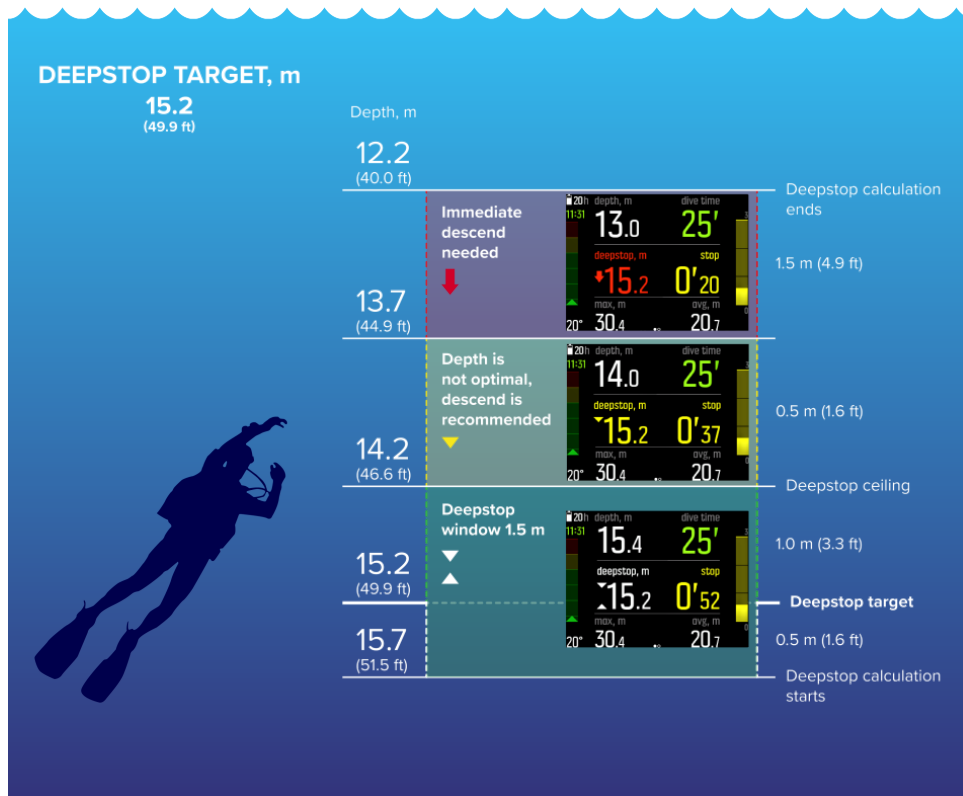 DEEPSTOP TARGET, m
15.2
(49.9 ft)
Depth, m
12.2
(40.0 ft)
Deepstop calculation
ends
Immediate
descend
needed
20h depth, m dive time
11:31
13.0 25'
deepstop, m stop
15.2 0'20
max, m avg, m
20° 30.4 20.7
3
0
1.5 m (4.9 ft)
13.7
(44.9 ft)
Depth is
not optimal,
descend is
recommended
20h depth, m dive time
11:31
14.0 25'
deepstop, m stop
15.2 0'37
max, m avg, m
20° 30.4 20.7
3
0
0.5 m (1.6 ft)
14.2
(46.6 ft)
Deepstop ceiling
Deepstop
window 1.5 m
20h depth, m dive time
11:31
15.4 25'
deepstop, m stop
15.2 0'52
max, m avg, m
20° 30.4 20.7
3
0
1.0 m (3.3 ft)
15.2
(49.9 ft)
Deepstop target
15.7
(51.5 ft)
0.5 m (1.6 ft)
Deepstop calculation
starts